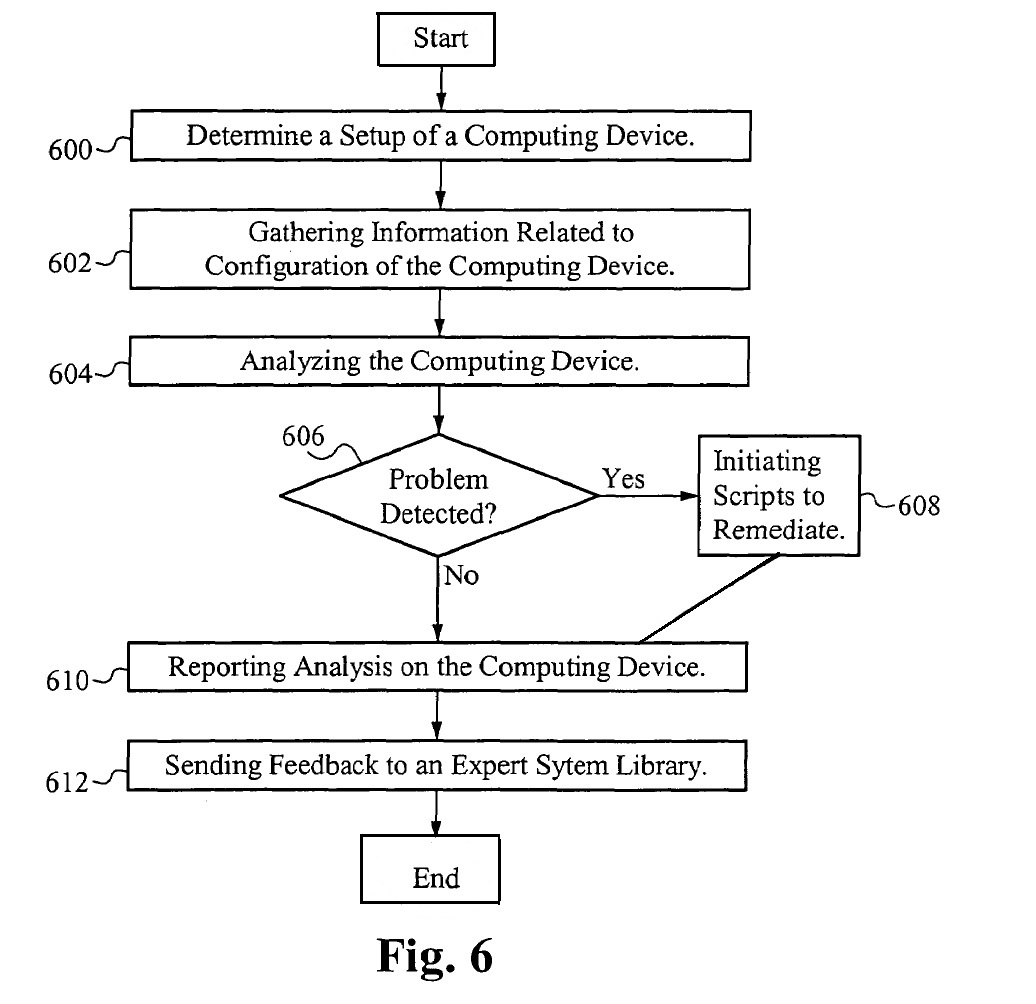 Start
600
Determine a Setup of a Computing Device.
602
Gathering Information Related to
Configuration of the Computing Device.
604
Analyzing the Computing Device.
606
Problem
Detected?
Yes
Initiating
Scripts to
Remediate.
608
No
610
Reporting Analysis on the Computing Device.
612
Sending Feedback to an Expert Sytem Library.
End
Fig. 6